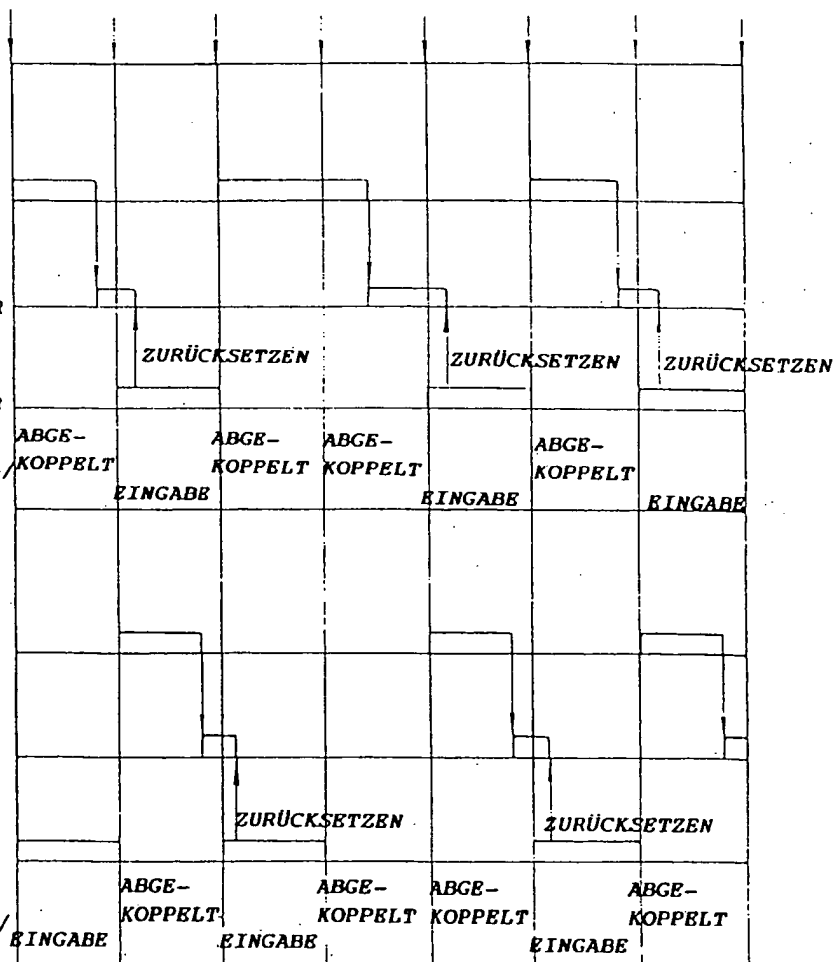 R
ZURÜCKSETZEN
ZURÜCKSETZEN
ZURÜCKSETZEN
R
ABGE-
KOPPELT
ABGE-
KOPPELT
ABGE-
KOPPELT
ABGE-
KOPPELT
/
EINGABE
EINGABE
EINGABE
ZURÜCKSETZEN
ZURÜCKSETZEN
ABGE-
KOPPELT
ABGE-
KOPPELT
ABGE-
KOPPELT
ABGE-
KOPPELT
/
EINGABE
EINGABE
EINGABE